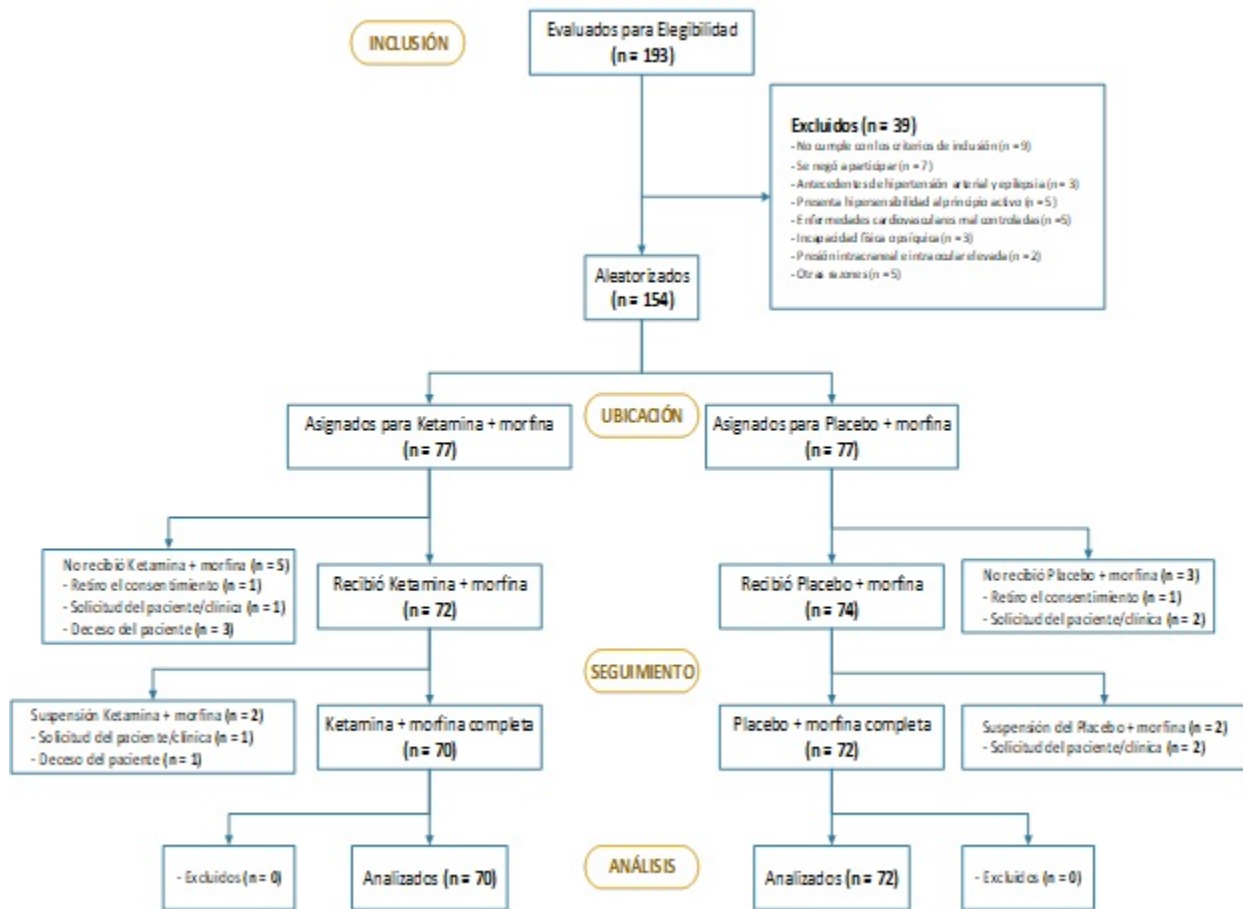 INCLUSIÓN
Evaluados para Elegibilidad
(n = 193)
Excluidos (n = 39)
- No cumple con los criterios de inclusión (n = 9)
- Se negó a participar (n = 7)
- Antecedentes de hipertensión arterial y epilepsia (n = 3)
- Presenta hipersensibilidad al principio activo (n = 5)
- Enfermedades cardiovasculares mal controladas (n =5)
- Incapacidad física o psíquica (n = 3)
- Presión intracraneal e intraocular elevada (n = 2)
- Otras razones (n = 5)
Aleatorizados
(n = 154)
UBICACIÓN
Asignados para Ketamina + morfina
(n = 77)
Asignados para Placebo + morfina
(n = 77)
No recibió Ketamina + morfina (n = 5)
- Retiro el consentimiento (n = 1)
- Solicitud del paciente/clínica (n = 1)
- Deceso del paciente (n = 3)
Recibió Ketamina + morfina
(n = 72)
Recibió Placebo + morfina
(n = 74)
No recibió Placebo + morfina (n = 3)
- Retiro el consentimiento (n = 1)
- Solicitud del paciente/clínica (n = 2)
SEGUIMIENTO
Suspensión Ketamina + morfina (n = 2)
- Solicitud del paciente/clínica (n = 1)
- Deceso del paciente (n = 1)
Ketamina + morfina completa
(n = 70)
Placebo + morfina completa
(n = 72)
Suspensión del Placebo + morfina (n = 2)
- Solicitud del paciente/clínica (n = 2)
ANÁLISIS
- Excluidos (n = 0)
Analizados (n = 70)
Analizados (n = 72)
- Excluidos (n = 0)